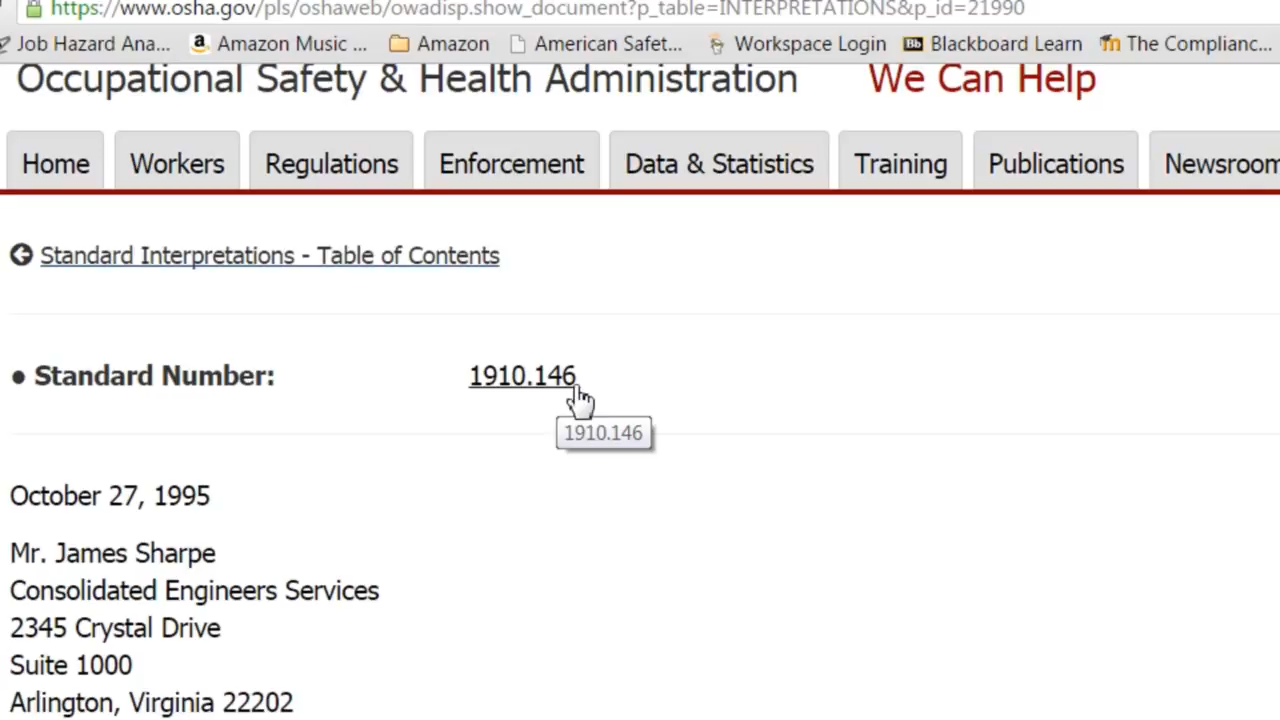 https://www.osha.gov/pls/oshaweb/owadisp.show_document?p_table=INTERPRETATIONS&p_id=21990
Job Hazard Ana... Amazon Music ... Amazon American Safet... Workspace Login Bb Blackboard Learn The Complianc...
Occupational Safety & Health Administration We Can Help
Home Workers Regulations Enforcement Data & Statistics Training Publications Newsroom
Standard Interpretations - Table of Contents
• Standard Number: 1910.146
1910.146
October 27, 1995
Mr. James Sharpe
Consolidated Engineers Services
2345 Crystal Drive
Suite 1000
Arlington, Virginia 22202